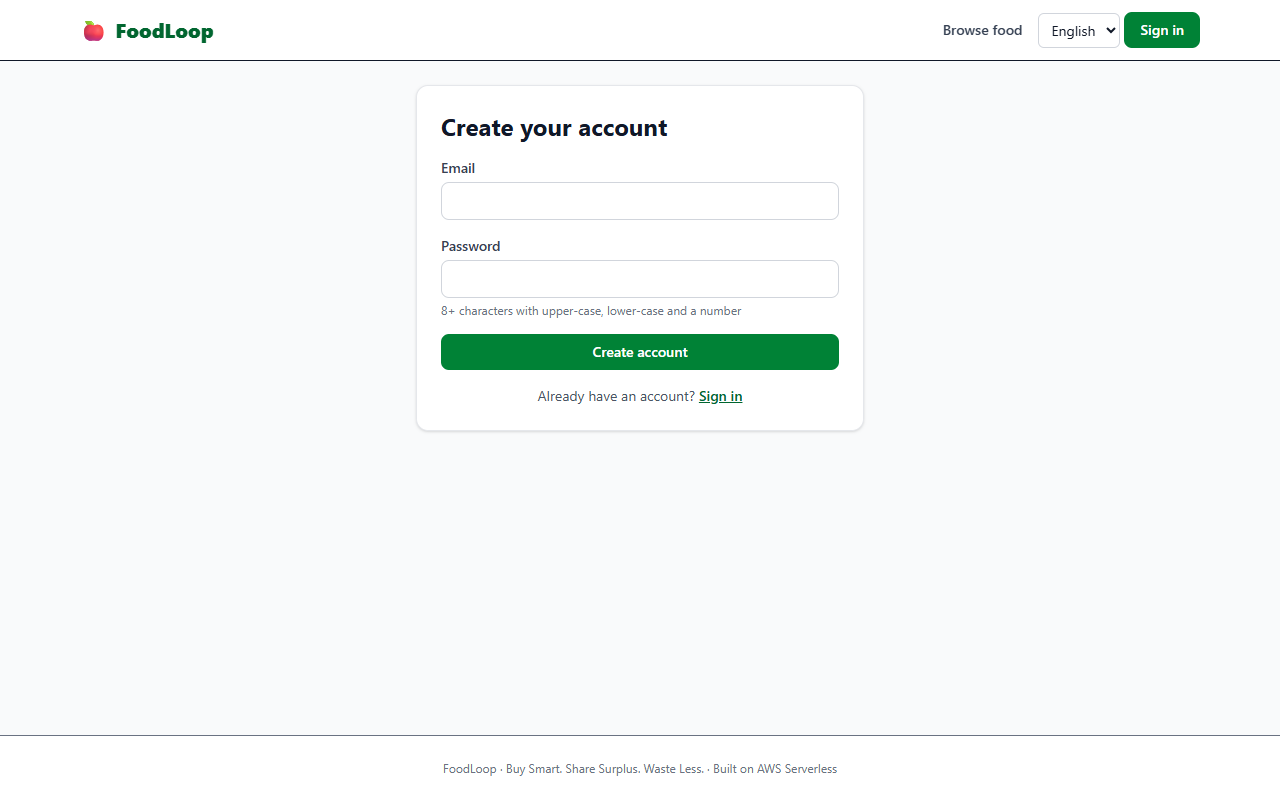 FoodLoop
Browse food
English
Sign in
Create your account
Email
Password
8+ characters with upper-case, lower-case and a number
Create account
Already have an account? Sign in
FoodLoop · Buy Smart. Share Surplus. Waste Less. · Built on AWS Serverless